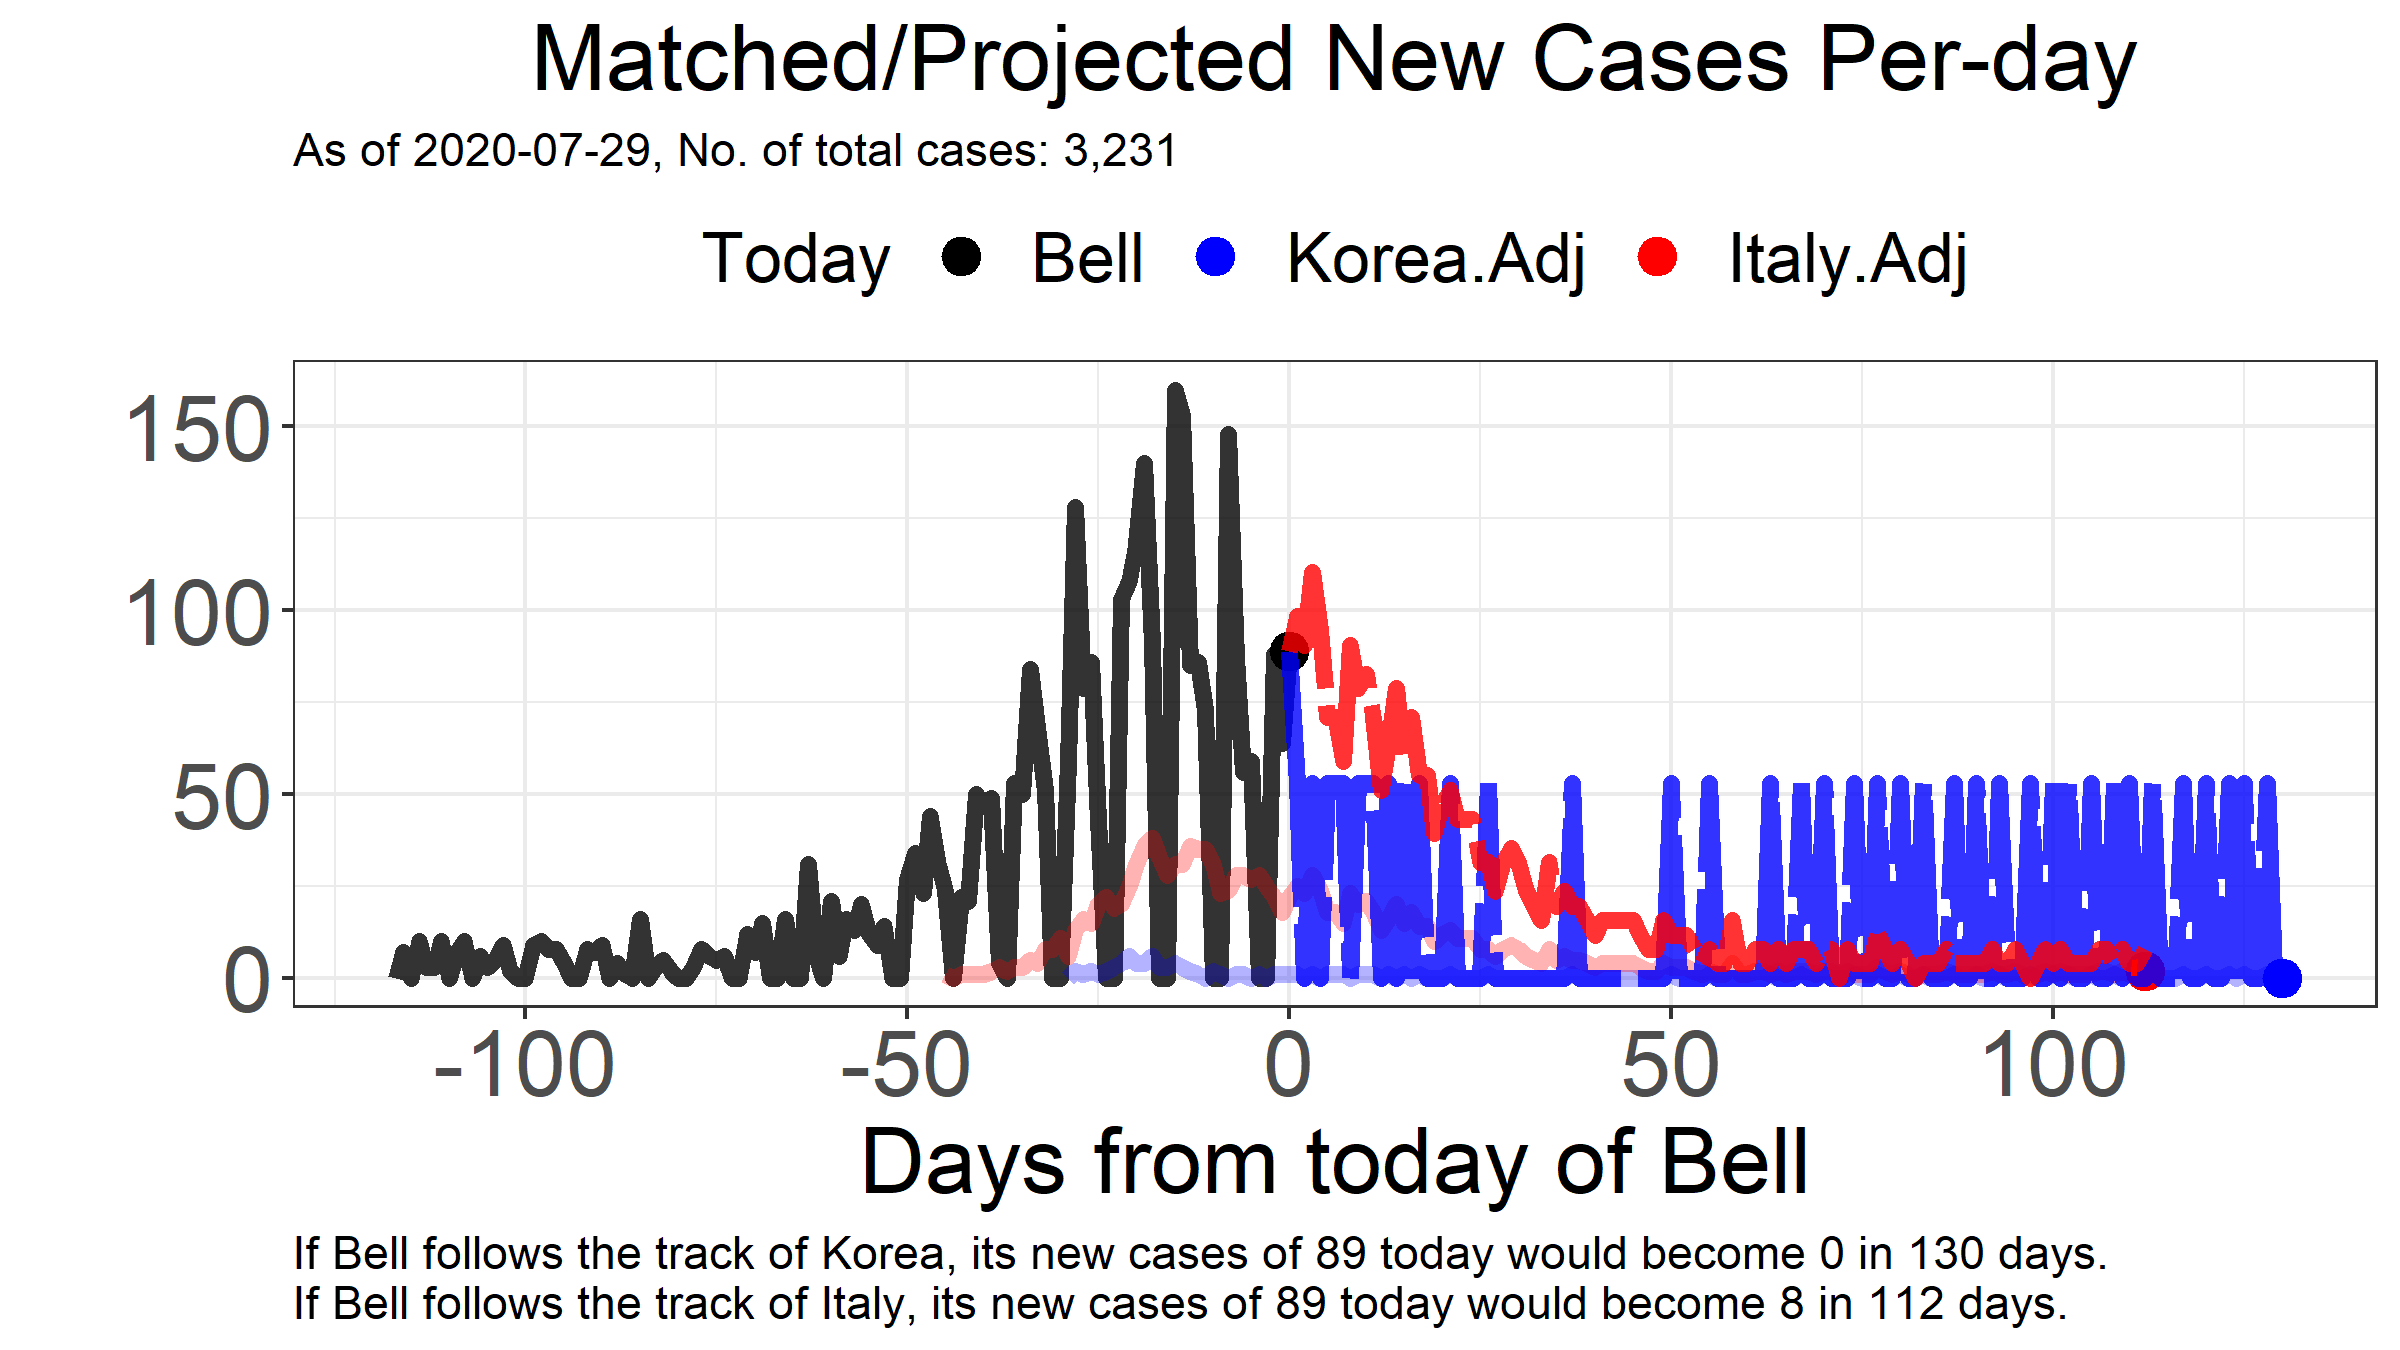 Matched/Projected New Cases Per-day
As of 2020-07-29, No. of total cases: 3,231
Today Bell Korea.Adj Italy.Adj
150
100
50
0
-100 -50 0 50 100
Days from today of Bell
If Bell follows the track of Korea, its new cases of 89 today would become 0 in 130 days.
If Bell follows the track of Italy, its new cases of 89 today would become 8 in 112 days.